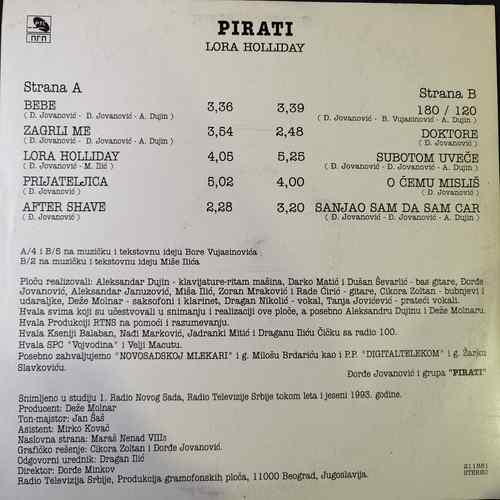 PGP
RTS
PIRATI
LORA HOLLIDAY
Strana A
BEBE 3,36
( D. Jovanović - D. Jovanović - A. Dujin )
ZAGRLI ME 3,54
( D. Jovanović - D. Jovanović - A. Dujin )
LORA HOLLIDAY 4,05
( D. Jovanović - M. Ilić )
PRIJATELJICA 5,02
( D. Jovanović )
AFTER SHAVE 2,28
( D. Jovanović )
Strana B
3,39 180 / 120
( D. Jovanović - B. Vujasinović - A. Dujin )
2,48 DOKTORE
( D. Jovanović )
5,25 SUBOTOM UVEČE
( D. Jovanović - D. Jovanović - A. Dujin )
4,00 O ČEMU MISLIŠ
( D. Jovanović )
3,20 SANJAO SAM DA SAM CAR
( D. Jovanović - D. Jovanović - A. Dujin )
A/4 i B/5 na muzičku i tekstovnu ideju Bore Vujasinovića
B/2 na muzičku i tekstovnu ideju Miše Ilića
Ploču realizovali: Aleksandar Dujin - klavijature-ritam mašina, Darko Matić i Dušan Ševarlić - bas gitare, Đorđe
Jovanović, Aleksandar Januzović, Miša Ilić, Zoran Mraković i Rade Ćirić - gitare, Cikora Zoltan - bubnjevi i
udaraljke, Deže Molnar - saksofoni i klarinet, Dragan Nikolić - vokal, Tanja Jovićević - prateći vokali.
Hvala svima koji su učestvovali u snimanju i realizaciji ove ploče, a posebno Aleksandru Dujinu i Deže Molnaru.
Hvala Produkciji RTNS na pomoći i razumevanju.
Hvala Kseniji Balaban, Nađi Marković, Jadranki Mitić i Draganu Iliću Čičku sa radio 100.
Hvala SPC "Vojvodina" i Velji Macutu.
Posebno zahvaljujemo "NOVOSADSKOJ MLEKARI" i g. Milošu Brdariću kao i P.P. "DIGITALTELEKOM" i g. Žarku
Slavkoviću.
Đorđe Jovanović i grupa "PIRATI"
Snimljeno u studiju 1. Radio Novog Sada, Radio Televizije Srbije tokom leta i jeseni 1993. godine.
Producent: Deže Molnar
Ton-majstor: Jan Šaš
Asistent: Mirko Kovač
Naslovna strana: Maraš Nenad VIIIs
Grafičko rešenje: Cikora Zoltan i Đorđe Jovanović.
Odgovorni urednik: Dragan Ilić
Direktor: Đorđe Minkov
Radio Televizija Srbije, Produkcija gramofonskih ploča, 11000 Beograd, Jugoslavija.
211881
STEREO